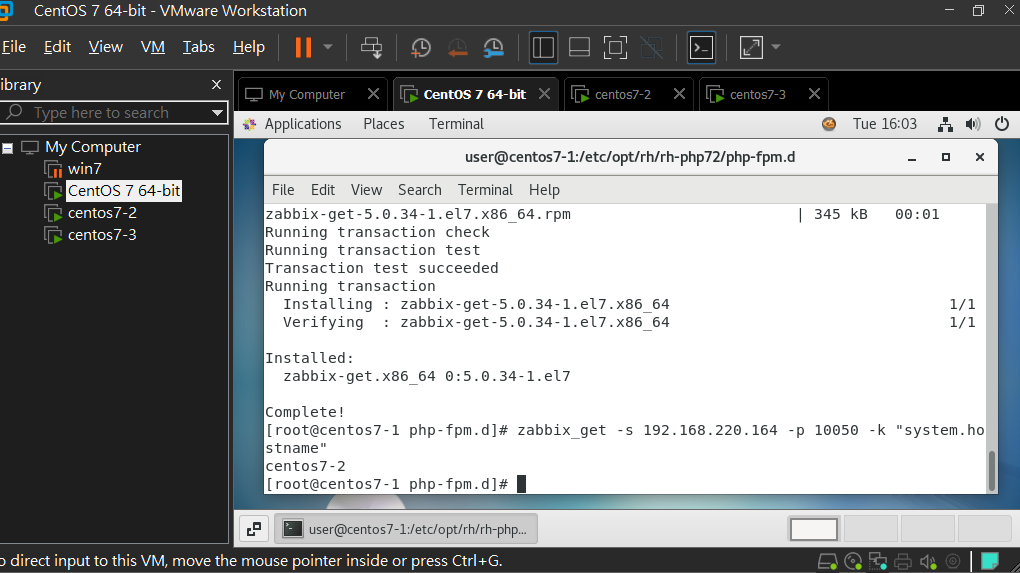 CentOS 7 64-bit - VMware Workstation
File Edit View VM Tabs Help
ibrary
Type here to search
My Computer
win7
CentOS 7 64-bit
centos7-2
centos7-3
My Computer CentOS 7 64-bit centos7-2 centos7-3
Applications Places Terminal Tue 16:03
user@centos7-1:/etc/opt/rh/rh-php72/php-fpm.d
File Edit View Search Terminal Help
zabbix-get-5.0.34-1.el7.x86_64.rpm | 345 kB 00:01
Running transaction check
Running transaction test
Transaction test succeeded
Running transaction
Installing : zabbix-get-5.0.34-1.el7.x86_64 1/1
Verifying : zabbix-get-5.0.34-1.el7.x86_64 1/1
Installed:
zabbix-get.x86_64 0:5.0.34-1.el7
Complete!
[root@centos7-1 php-fpm.d]# zabbix_get -s 192.168.220.164 -p 10050 -k "system.ho
stname"
centos7-2
[root@centos7-1 php-fpm.d]#
user@centos7-1:/etc/opt/rh/rh-php...
o direct input to this VM, move the mouse pointer inside or press Ctrl+G.